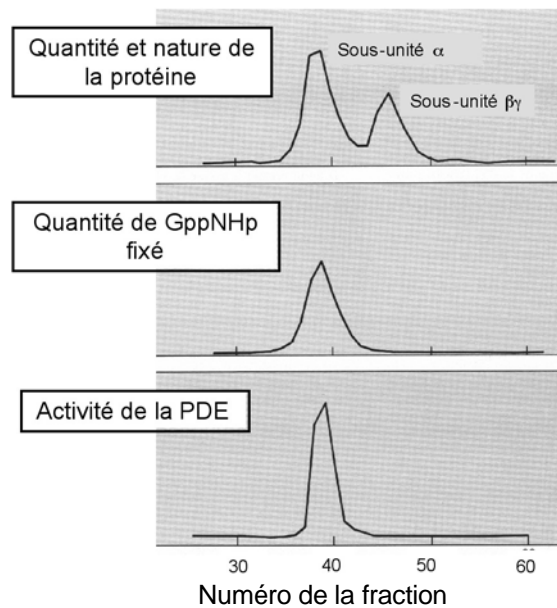 Quantité et nature de
la protéine
Sous-unité α
Sous-unité βγ
Quantité de GppNHp
fixé
Activité de la PDE
30 40 50 60
Numéro de la fraction